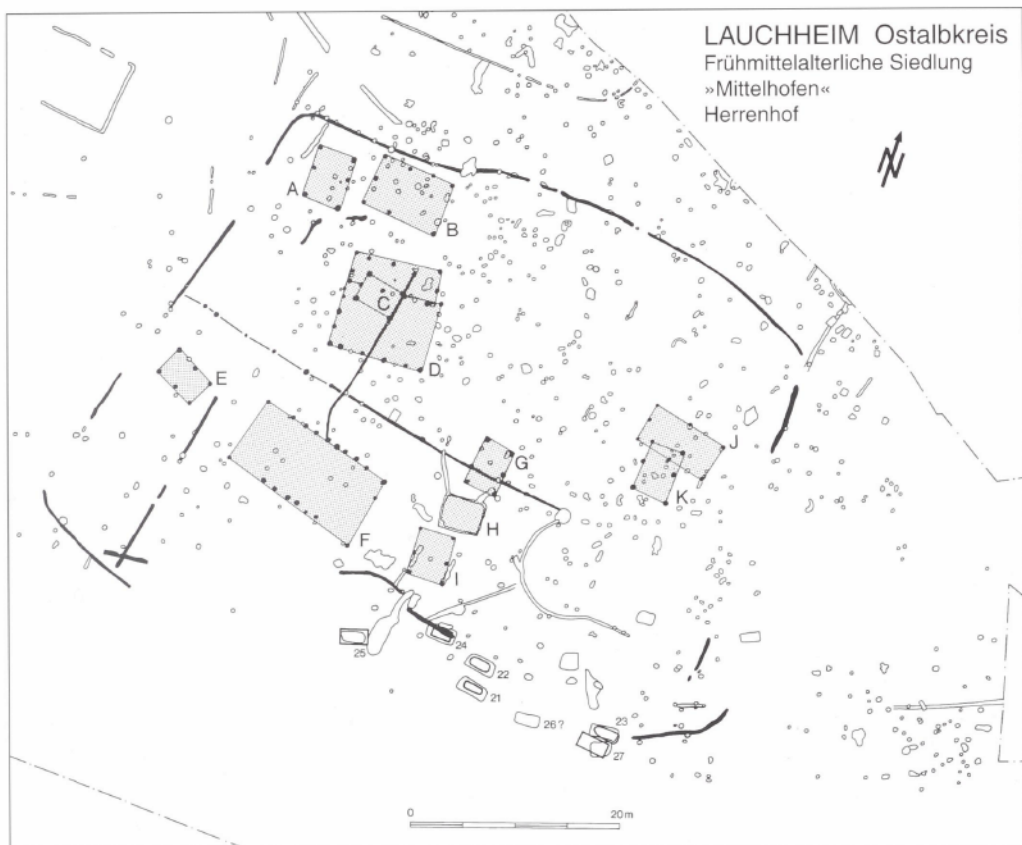 LAUCHHEIM Ostalbkreis
Frühmittelalterliche Siedlung
»Mittelhofen«
Herrenhof
N
A
B
C
D
E
G
J
K
H
F
I
24
25
22
21
26?
23
27
0 20m